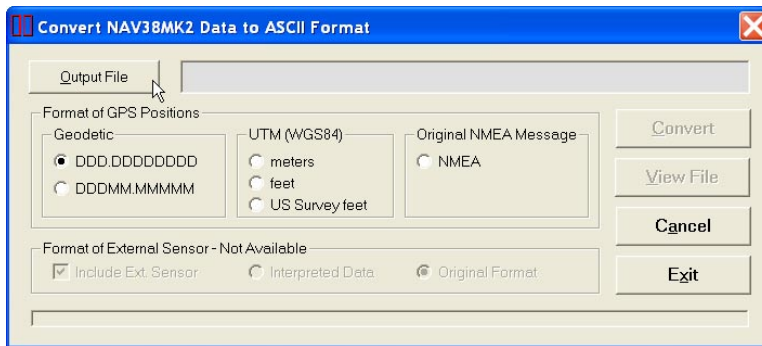 Convert NAV38MK2 Data to ASCII Format
Output File
Format of GPS Positions
Geodetic
DDD.DDDDDDDD
DDDMM.MMMMM
UTM (WGS84)
meters
feet
US Survey feet
Original NMEA Message
NMEA
Format of External Sensor - Not Available
Include Ext. Sensor
Interpreted Data
Original Format
Convert
View File
Cancel
Exit